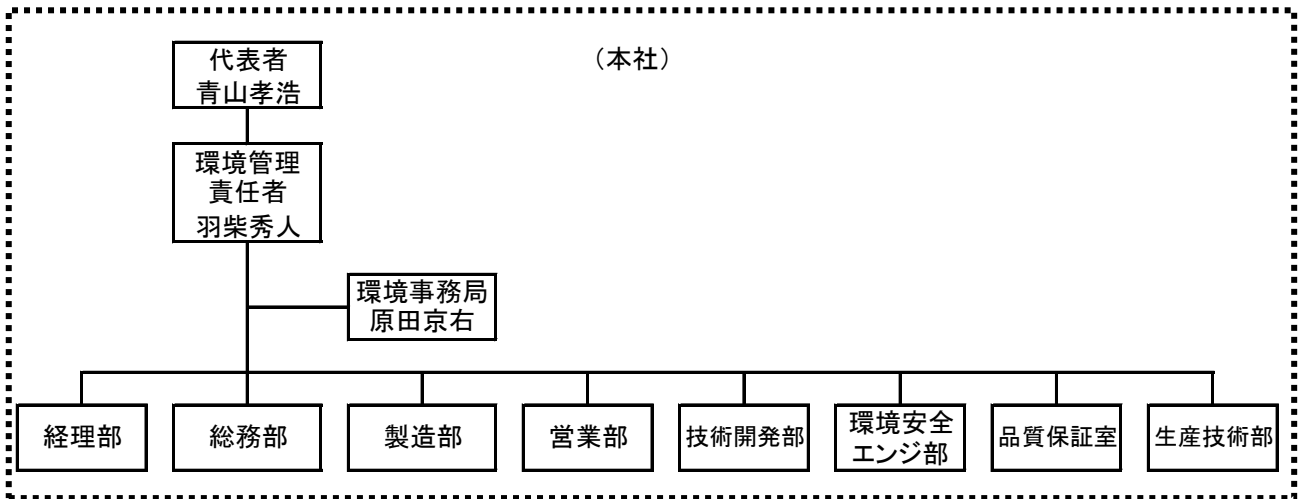 代表者
青山孝浩
（本社）
環境管理
責任者
羽柴秀人
環境事務局
原田京右
経理部
総務部
製造部
営業部
技術開発部
環境安全
エンジ部
品質保証室
生産技術部